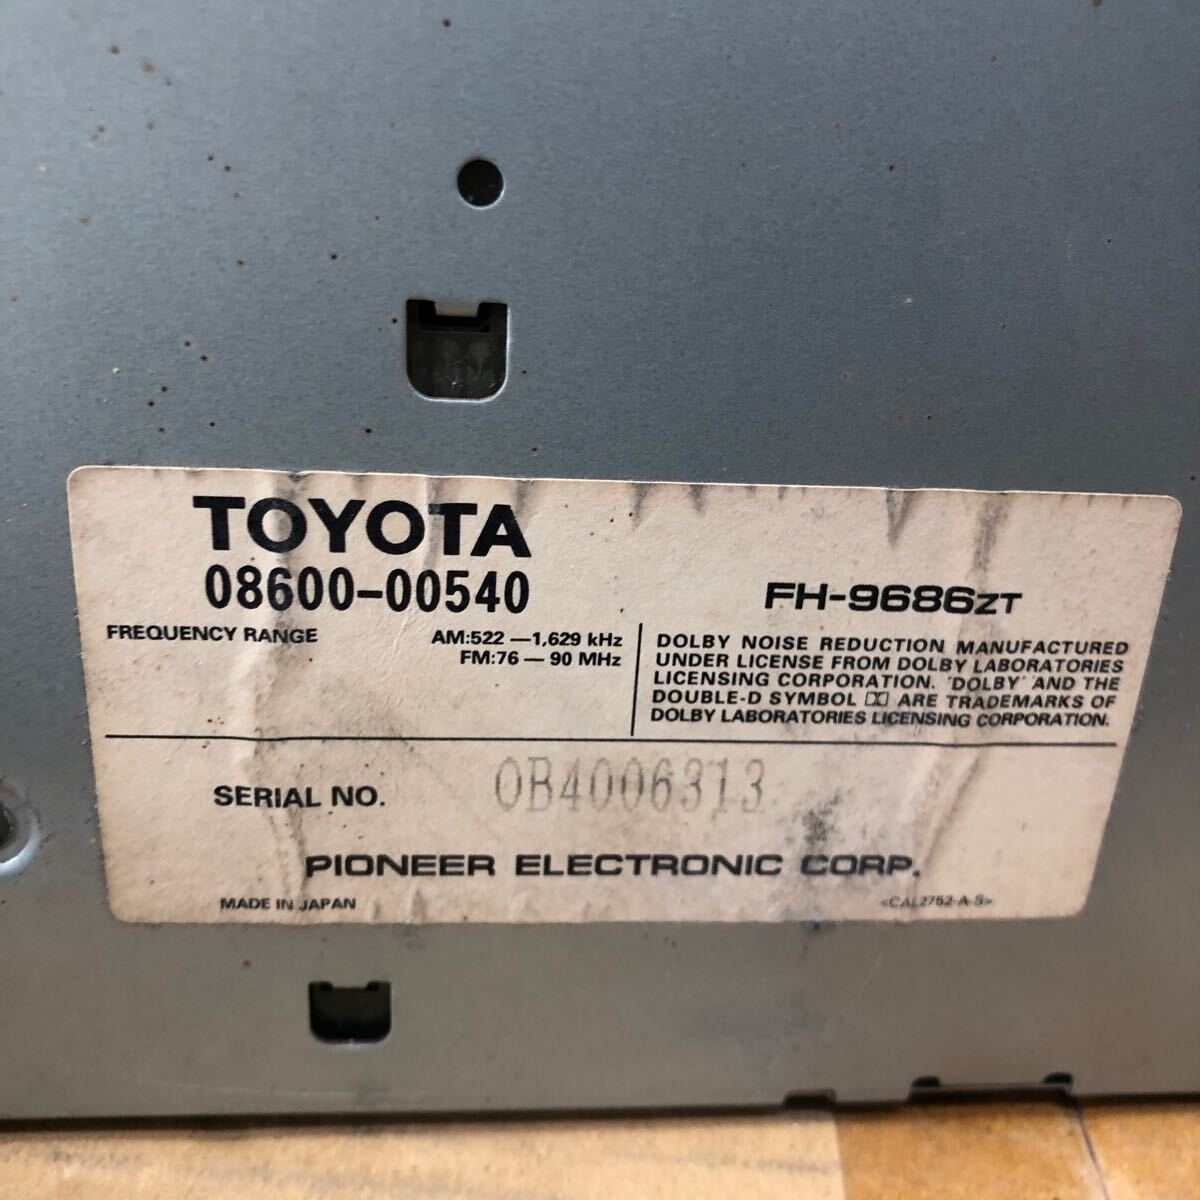 TOYOTA
08600-00540
FH-9686ZT
FREQUENCY RANGE AM:522 —1,629 kHz
FM:76 — 90 MHz
DOLBY NOISE REDUCTION MANUFACTURED
UNDER LICENSE FROM DOLBY LABORATORIES
LICENSING CORPORATION. 'DOLBY' AND THE
DOUBLE-D SYMBOL ARE TRADEMARKS OF
DOLBY LABORATORIES LICENSING CORPORATION.
SERIAL NO. 0B4006313
PIONEER ELECTRONIC CORP.
MADE IN JAPAN <CAL2752-A-S>